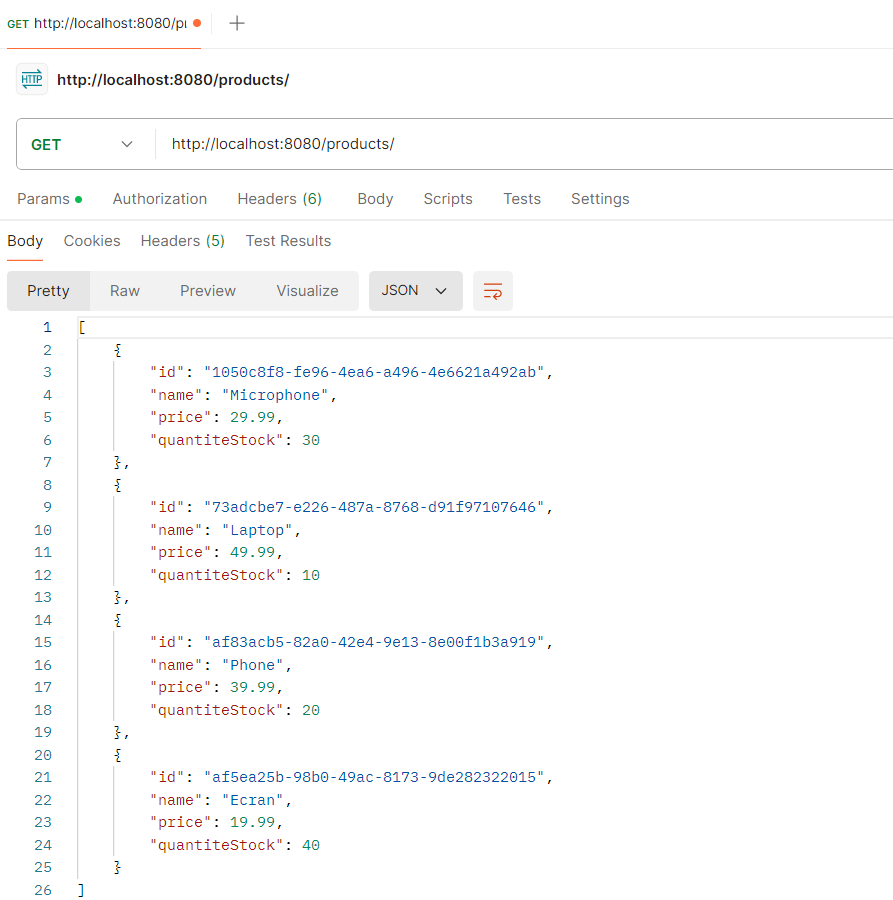 GET http://localhost:8080/pr
HTTP http://localhost:8080/products/
GET http://localhost:8080/products/
Params Authorization Headers (6) Body Scripts Tests Settings
Body Cookies Headers (5) Test Results
Pretty Raw Preview Visualize JSON
1 [
2 {
3 "id": "1050c8f8-fe96-4ea6-a496-4e6621a492ab",
4 "name": "Microphone",
5 "price": 29.99,
6 "quantiteStock": 30
7 },
8 {
9 "id": "73adcbe7-e226-487a-8768-d91f97107646",
10 "name": "Laptop",
11 "price": 49.99,
12 "quantiteStock": 10
13 },
14 {
15 "id": "af83acb5-82a0-42e4-9e13-8e00f1b3a919",
16 "name": "Phone",
17 "price": 39.99,
18 "quantiteStock": 20
19 },
20 {
21 "id": "af5ea25b-98b0-49ac-8173-9de282322015",
22 "name": "Ecran",
23 "price": 19.99,
24 "quantiteStock": 40
25 }
26 ]